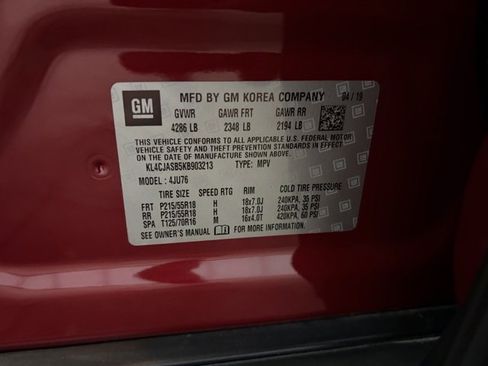 GM
MFD BY GM KOREA COMPANY 04 / 19
GVWR GAWR FRT GAWR RR
4286 LB 2348 LB 2194 LB
THIS VEHICLE CONFORMS TO ALL APPLICABLE U.S. FEDERAL MOTOR
VEHICLE SAFETY AND THEFT PREVENTION STANDARDS IN EFFECT ON
THE DATE OF MANUFACTURE SHOWN ABOVE.
KL4CJASB5KB903213 TYPE: MPV
MODEL: 4JU76
TIRE SIZE SPEED RTG RIM COLD TIRE PRESSURE
FRT P215/55R18 H 18x7.0J 240KPA, 35 PSI
RR P215/55R18 H 18x7.0J 240KPA, 35 PSI
SPA T125/70R16 M 16x4.0T 420KPA, 60 PSI
SEE OWNER'S MANUAL FOR MORE INFORMATION.